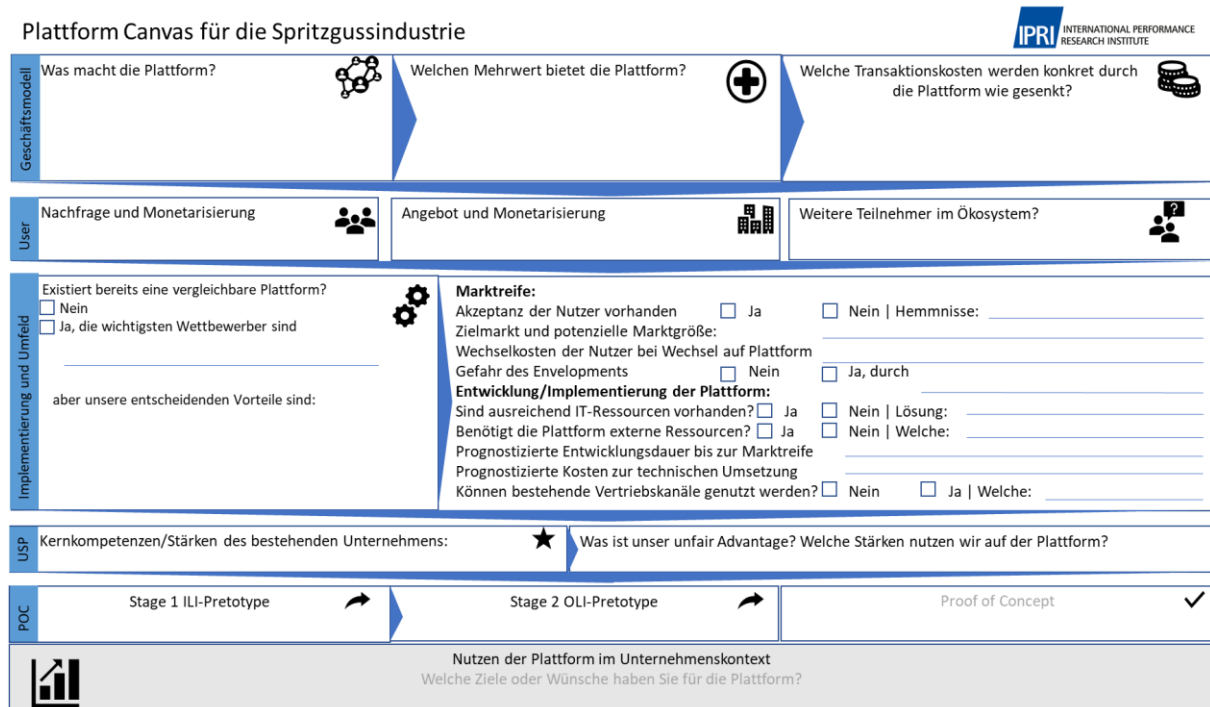 Plattform Canvas für die Spritzgussindustrie
IPRI INTERNATIONAL PERFORMANCE
RESEARCH INSTITUTE
Geschäftsmodell
Was macht die Plattform?
Welchen Mehrwert bietet die Plattform?
Welche Transaktionskosten werden konkret durch
die Plattform wie gesenkt?
User
Nachfrage und Monetarisierung
Angebot und Monetarisierung
Weitere Teilnehmer im Ökosystem?
?
Implementierung und Umfeld
Existiert bereits eine vergleichbare Plattform?
Nein
Ja, die wichtigsten Wettbewerber sind
aber unsere entscheidenden Vorteile sind:
Marktreife:
Akzeptanz der Nutzer vorhanden Ja Nein | Hemmnisse:
Zielmarkt und potenzielle Marktgröße:
Wechselkosten der Nutzer bei Wechsel auf Plattform
Gefahr des Envelopments Nein Ja, durch
Entwicklung/Implementierung der Plattform:
Sind ausreichend IT-Ressourcen vorhanden? Ja Nein | Lösung:
Benötigt die Plattform externe Ressourcen? Ja Nein | Welche:
Prognostizierte Entwicklungsdauer bis zur Marktreife
Prognostizierte Kosten zur technischen Umsetzung
Können bestehende Vertriebskanäle genutzt werden? Nein Ja | Welche:
USP
Kernkompetenzen/Stärken des bestehenden Unternehmens:
Was ist unser unfair Advantage? Welche Stärken nutzen wir auf der Plattform?
POC
Stage 1 ILI-Pretotype
Stage 2 OLI-Pretotype
Proof of Concept
Nutzen der Plattform im Unternehmenskontext
Welche Ziele oder Wünsche haben Sie für die Plattform?